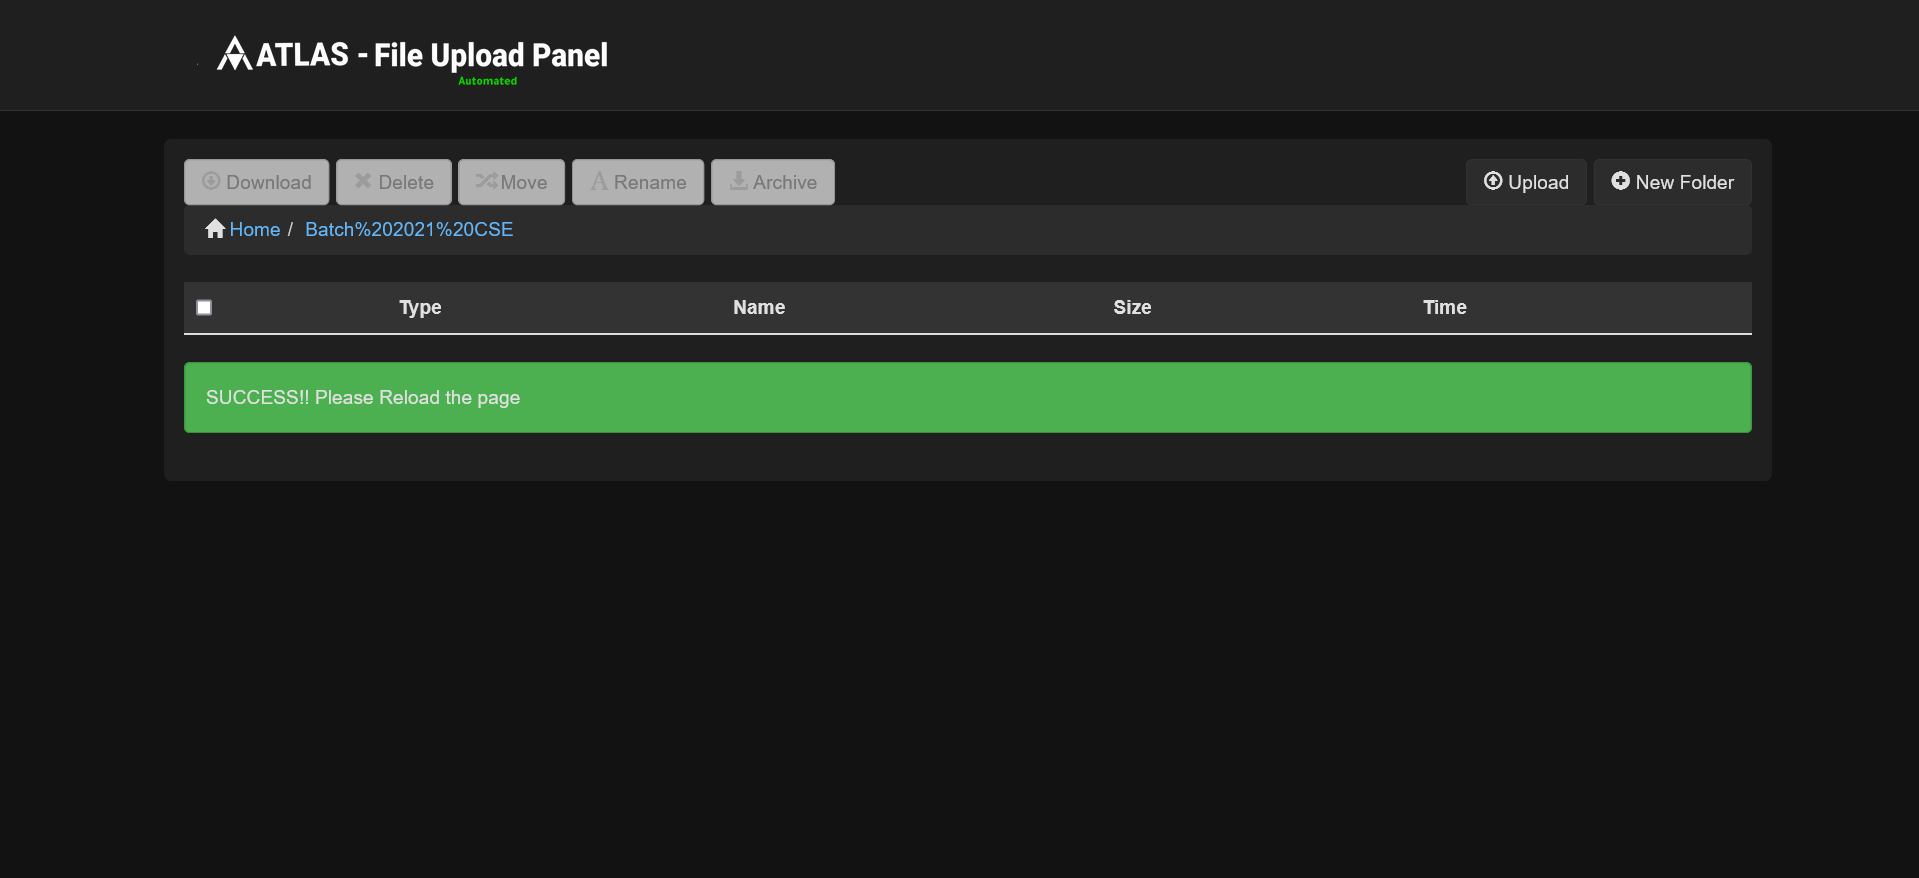 ATLAS - File Upload Panel
Automated
Download Delete Move Rename Archive Upload New Folder
Home / Batch%202021%20CSE
Type Name Size Time
SUCCESS!! Please Reload the page